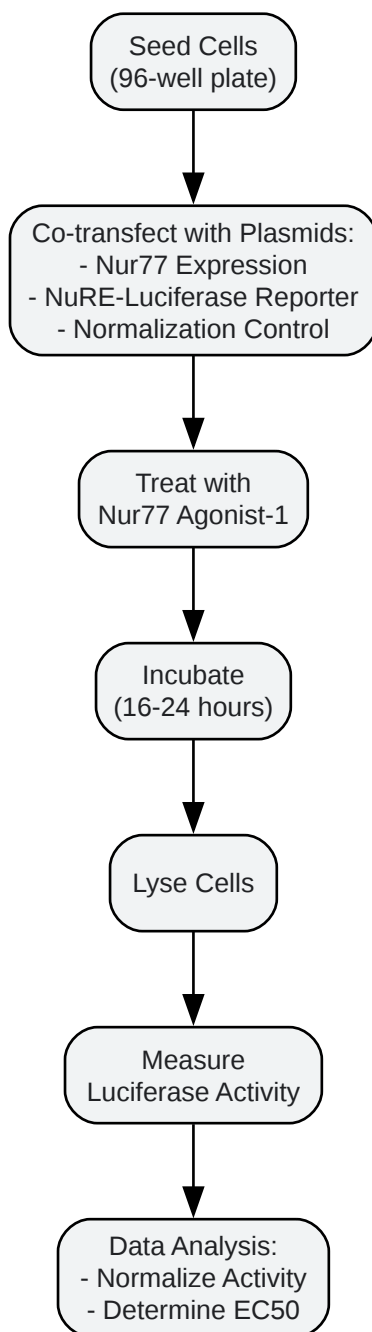 Seed Cells
(96-well plate)
Co-transfect with Plasmids:
- Nur77 Expression
- NuRE-Luciferase Reporter
- Normalization Control
Treat with
Nur77 Agonist-1
Incubate
(16-24 hours)
Lyse Cells
Measure
Luciferase Activity
Data Analysis:
- Normalize Activity
- Determine EC50